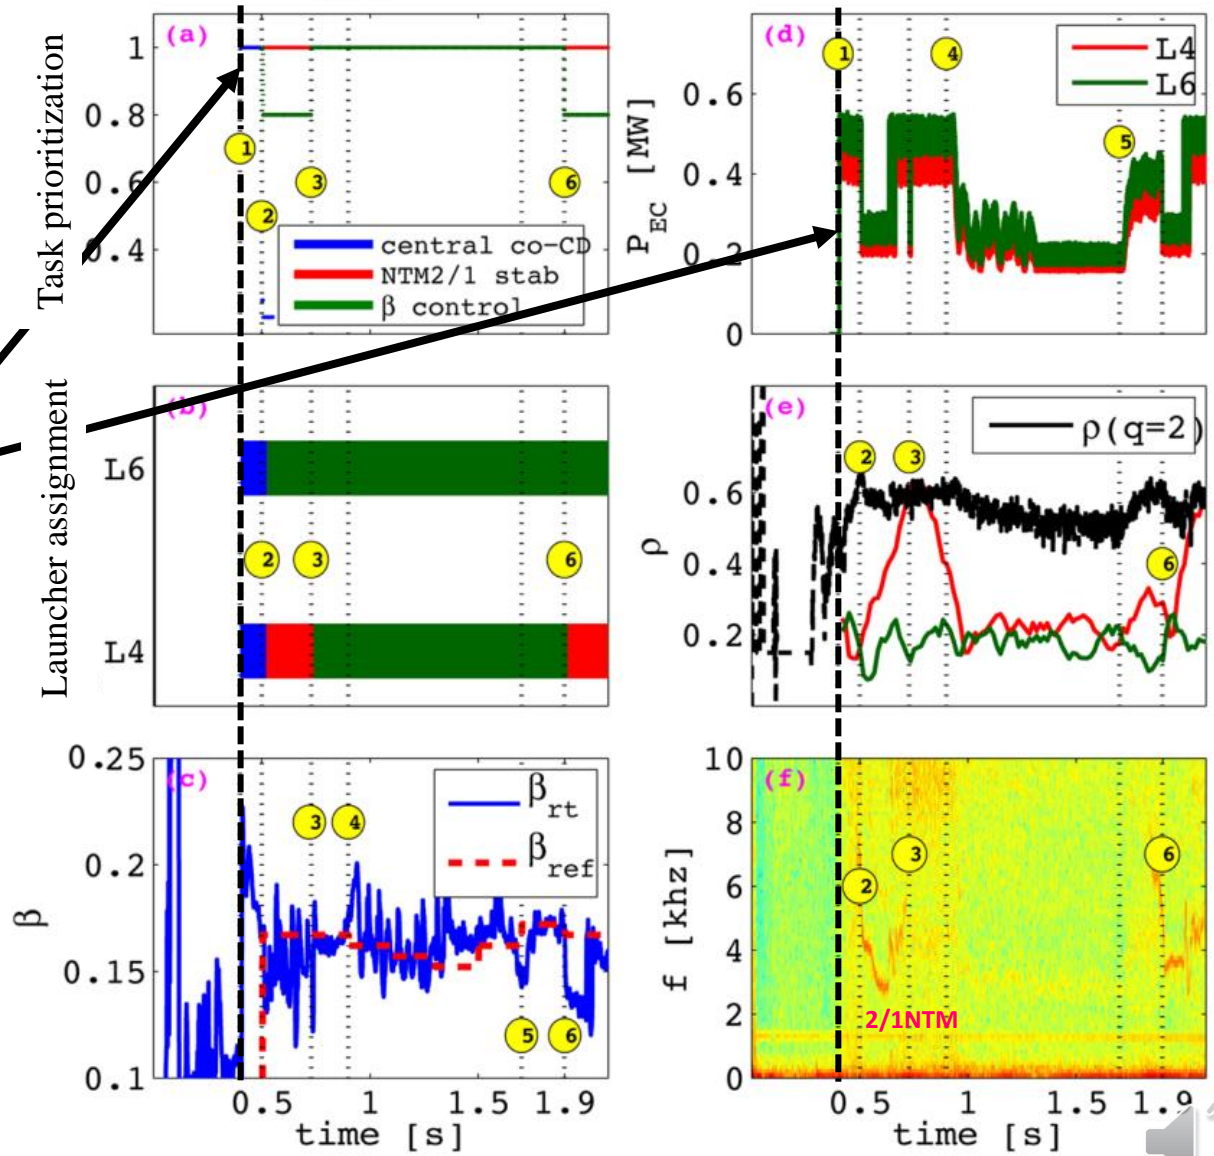 Task prioritization
(a)
1
0.8
0.6
0.4
1
2
3
6
central co-CD
NTM2/1 stab
β control
(d)
P_EC [MW]
0.6
0.4
0.2
0
1
4
5
L4
L6
Launcher assignment
(b)
L6
L4
2
3
6
(e)
ρ
0.6
0.4
0.2
2
3
6
ρ(q=2)
(c)
β
0.25
0.2
0.15
0.1
3
4
5
6
β_rt
β_ref
0.5
1
1.5
1.9
time [s]
(f)
f [khz]
10
8
6
4
2
0
2
3
6
2/1NTM
0.5
1
1.5
1.9
time [s]